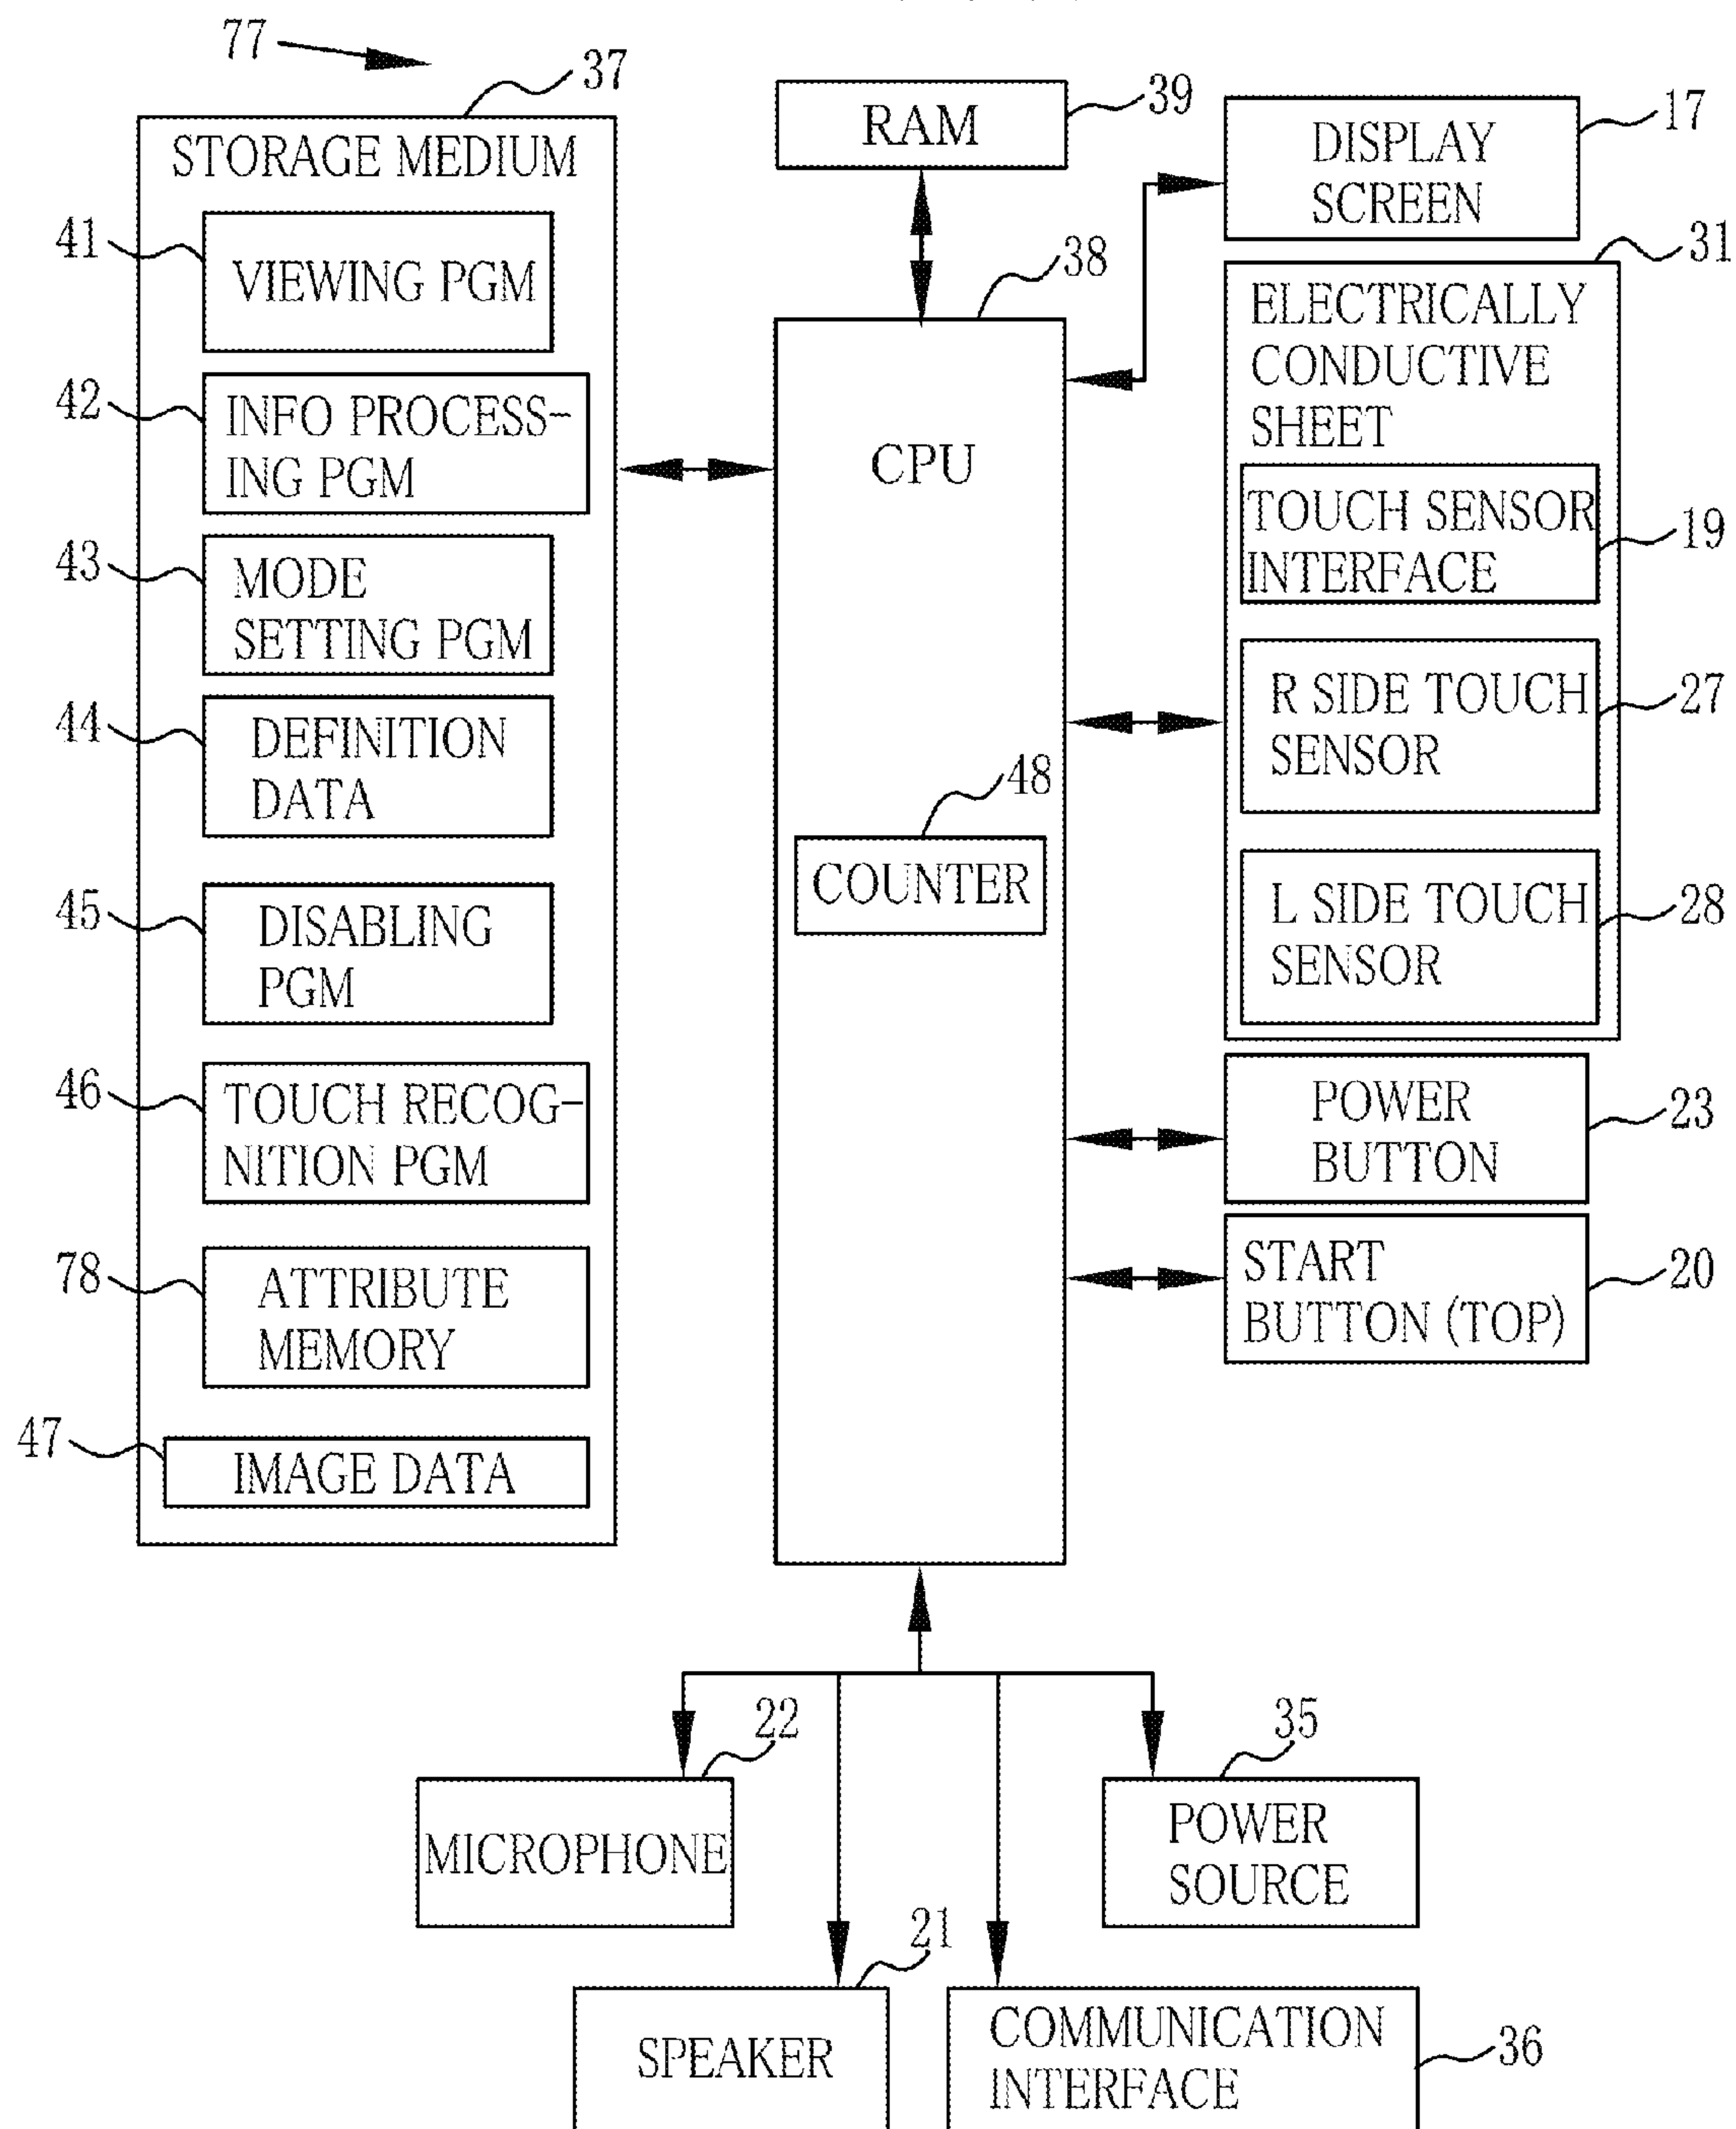 77
37
STORAGE MEDIUM
41
VIEWING PGM
42
INFO PROCESS-
ING PGM
43
MODE
SETTING PGM
44
DEFINITION
DATA
45
DISABLING
PGM
46
TOUCH RECOG-
NITION PGM
78
ATTRIBUTE
MEMORY
47
IMAGE DATA
RAM
39
38
CPU
48
COUNTER
17
DISPLAY
SCREEN
31
ELECTRICALLY
CONDUCTIVE
SHEET
TOUCH SENSOR
INTERFACE
19
R SIDE TOUCH
SENSOR
27
L SIDE TOUCH
SENSOR
28
POWER
BUTTON
23
START
BUTTON (TOP)
20
22
MICROPHONE
35
POWER
SOURCE
21
SPEAKER
COMMUNICATION
INTERFACE
36